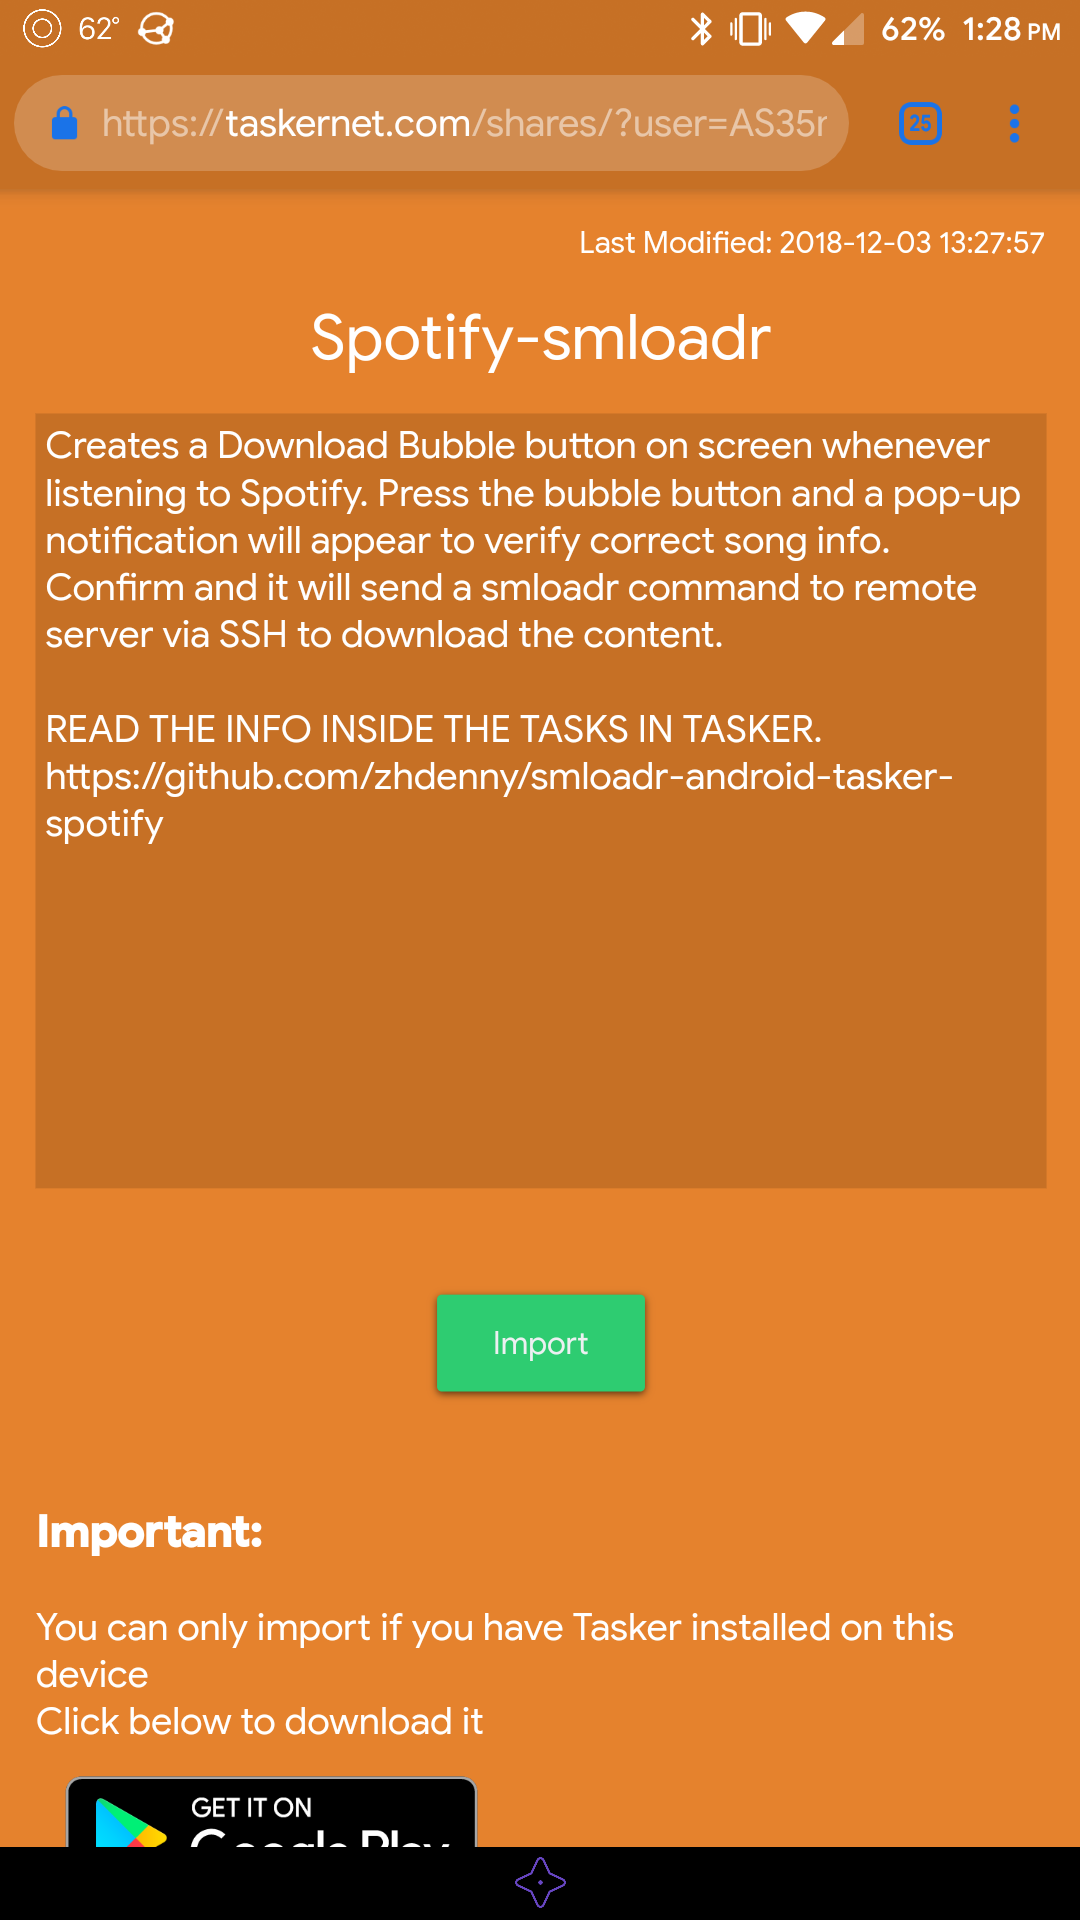 62° 62% 1:28 PM
https://taskernet.com/shares/?user=AS35r 25
Last Modified: 2018-12-03 13:27:57
Spotify-smloadr
Creates a Download Bubble button on screen whenever
listening to Spotify. Press the bubble button and a pop-up
notification will appear to verify correct song info.
Confirm and it will send a smloadr command to remote
server via SSH to download the content.
READ THE INFO INSIDE THE TASKS IN TASKER.
https://github.com/zhdenny/smloadr-android-tasker-
spotify
Import
Important:
You can only import if you have Tasker installed on this
device
Click below to download it
GET IT ON
Google Play